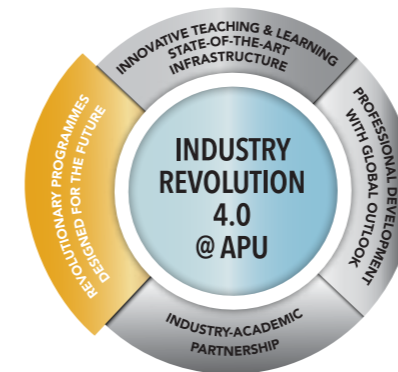 INNOVATIVE TEACHING & LEARNING
STATE-OF-THE-ART
INFRASTRUCTURE
PROFESSIONAL DEVELOPMENT
WITH GLOBAL OUTLOOK
INDUSTRY-ACADEMIC
PARTNERSHIP
REVOLUTIONARY PROGRAMMES
DESIGNED FOR THE FUTURE
INDUSTRY
REVOLUTION
4.0
@ APU